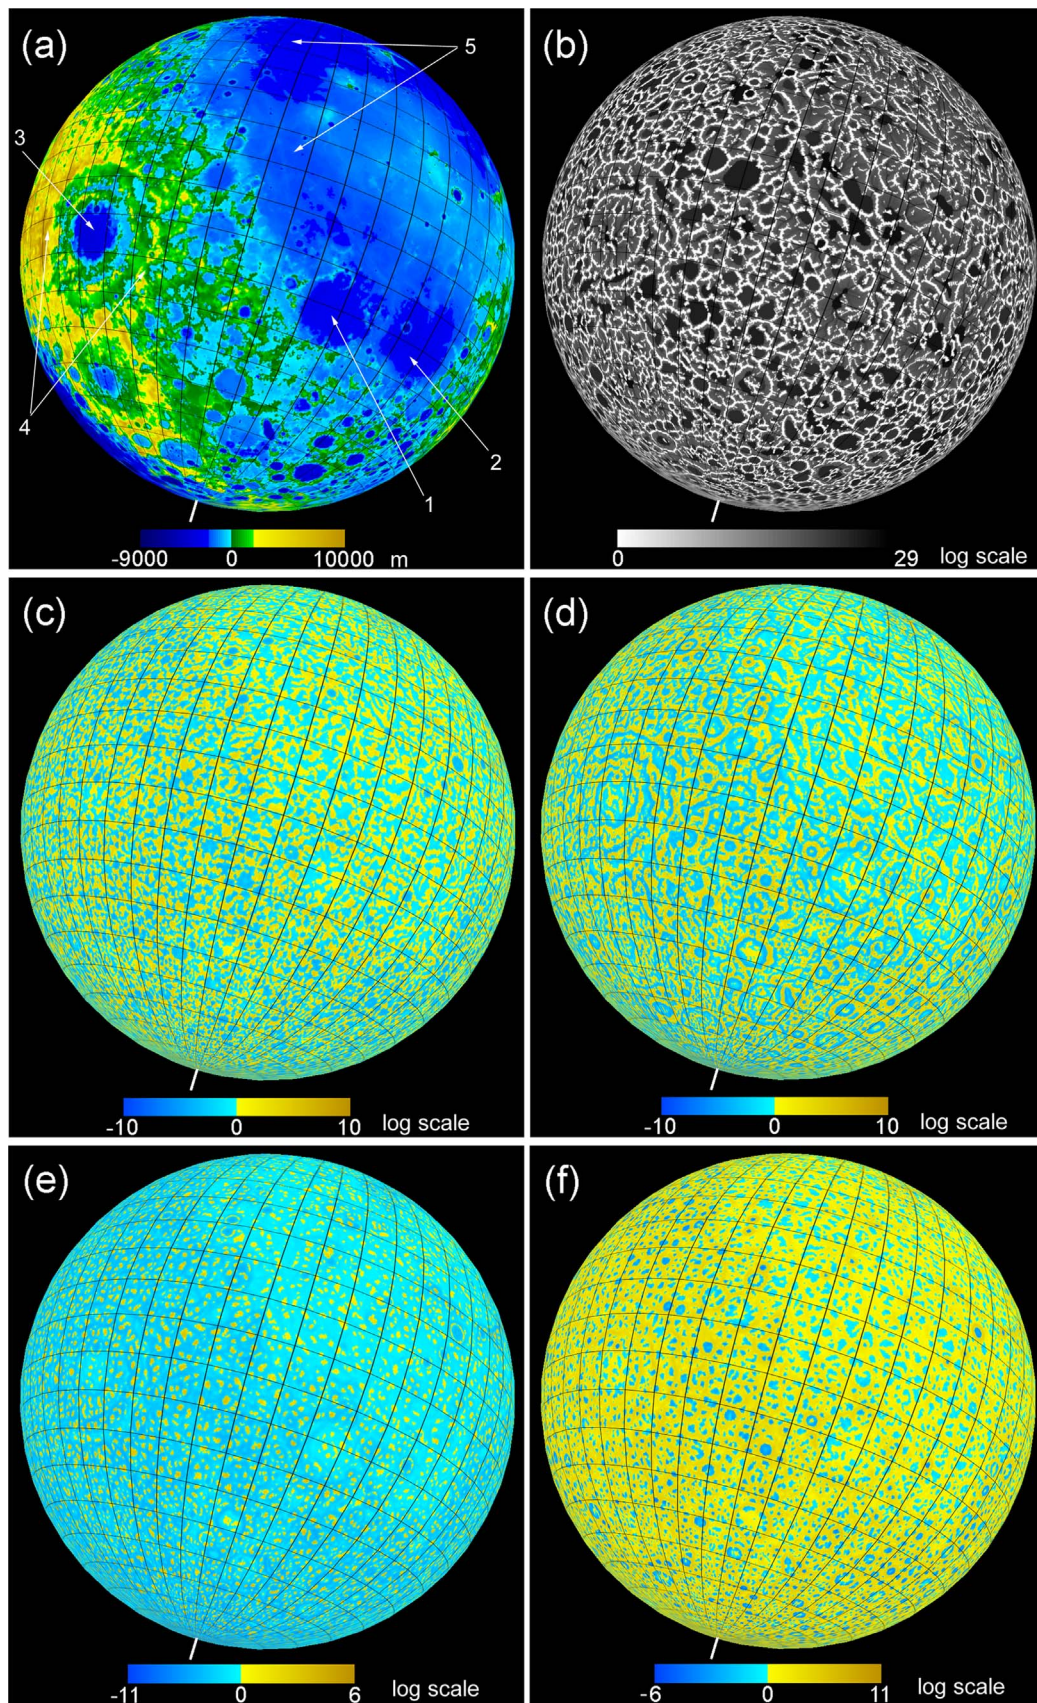 (a)
5
3
4
2
1
-9000 0 10000 m
(b)
0 29 log scale
(c)
-10 0 10 log scale
(d)
-10 0 10 log scale
(e)
-11 0 6 log scale
(f)
-6 0 11 log scale